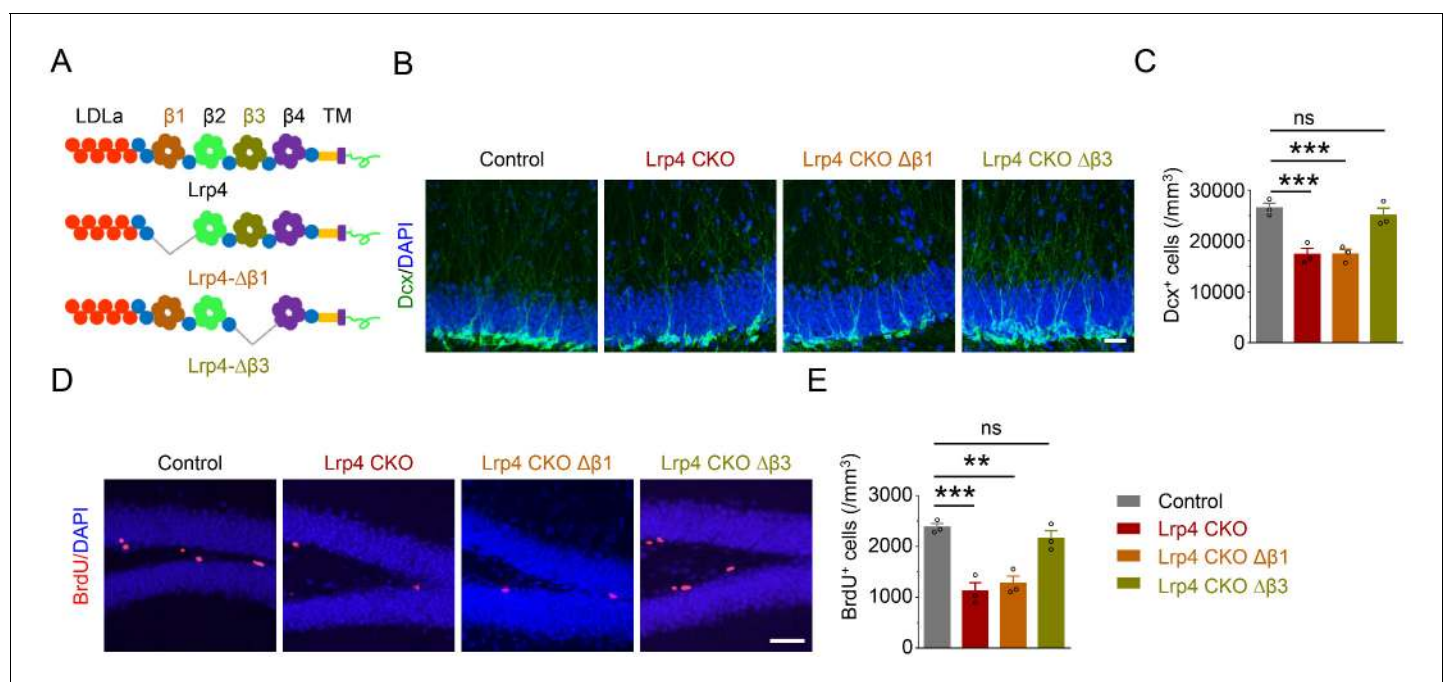 A
LDLa β1 β2 β3 β4 TM
Lrp4
Lrp4-Δβ1
Lrp4-Δβ3
B
Control Lrp4 CKO Lrp4 CKO Δβ1 Lrp4 CKO Δβ3
Dcx/DAPI
C
ns
***
***
30000
20000
10000
0
Dcx⁺ cells (/mm³)
D
Control Lrp4 CKO Lrp4 CKO Δβ1 Lrp4 CKO Δβ3
BrdU/DAPI
E
ns
**
***
3000
2000
1000
0
BrdU⁺ cells (/mm³)
Control
Lrp4 CKO
Lrp4 CKO Δβ1
Lrp4 CKO Δβ3